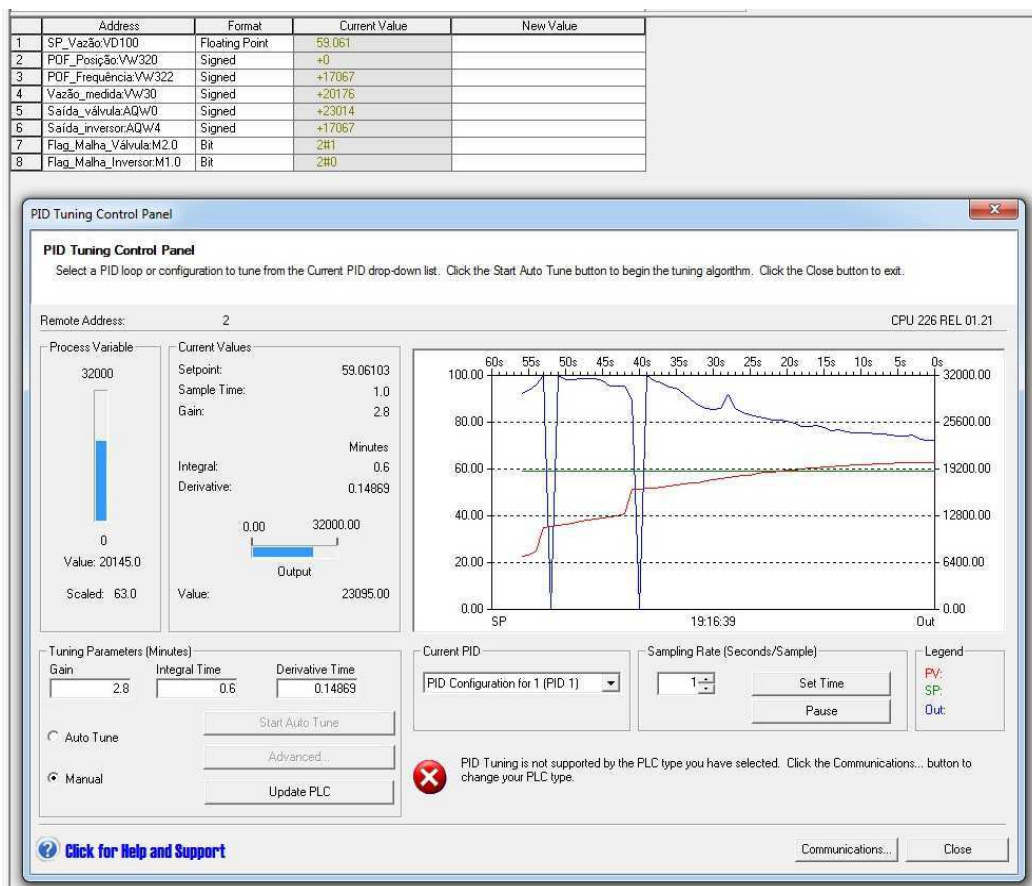 Address Format Current Value New Value
1 SP_Vazão:VD100 Floating Point 59.061
2 POF_Posição:VW320 Signed +0
3 POF_Frequência:VW322 Signed +17067
4 Vazão_medida:VW30 Signed +20176
5 Saída_válvula:AQW0 Signed +23014
6 Saída_inversor:AQW4 Signed +17067
7 Flag_Malha_Válvula:M2.0 Bit 2#1
8 Flag_Malha_Inversor:M1.0 Bit 2#0
PID Tuning Control Panel
PID Tuning Control Panel
Select a PID loop or configuration to tune from the Current PID drop-down list. Click the Start Auto Tune button to begin the tuning algorithm. Click the Close button to exit.
Remote Address: 2 CPU 226 REL 01.21
Process Variable
32000
0
Value: 20145.0
Scaled: 63.0
Current Values
Setpoint: 59.06103
Sample Time: 1.0
Gain: 2.8
Minutes
Integral: 0.6
Derivative: 0.14869
0.00 32000.00
Output
Value: 23095.00
60s 55s 50s 45s 40s 35s 30s 25s 20s 15s 10s 5s 0s
100.00 32000.00
80.00 25600.00
60.00 19200.00
40.00 12800.00
20.00 6400.00
0.00 0.00
SP 19:16:39 Out
Tuning Parameters (Minutes)
Gain Integral Time Derivative Time
2.8 0.6 0.14869
Auto Tune
Start Auto Tune
Advanced...
Manual
Update PLC
Current PID
PID Configuration for 1 (PID 1)
Sampling Rate (Seconds/Sample)
1 Set Time
Pause
Legend
PV:
SP:
Out:
PID Tuning is not supported by the PLC type you have selected. Click the Communications... button to
change your PLC type.
Click for Help and Support
Communications... Close